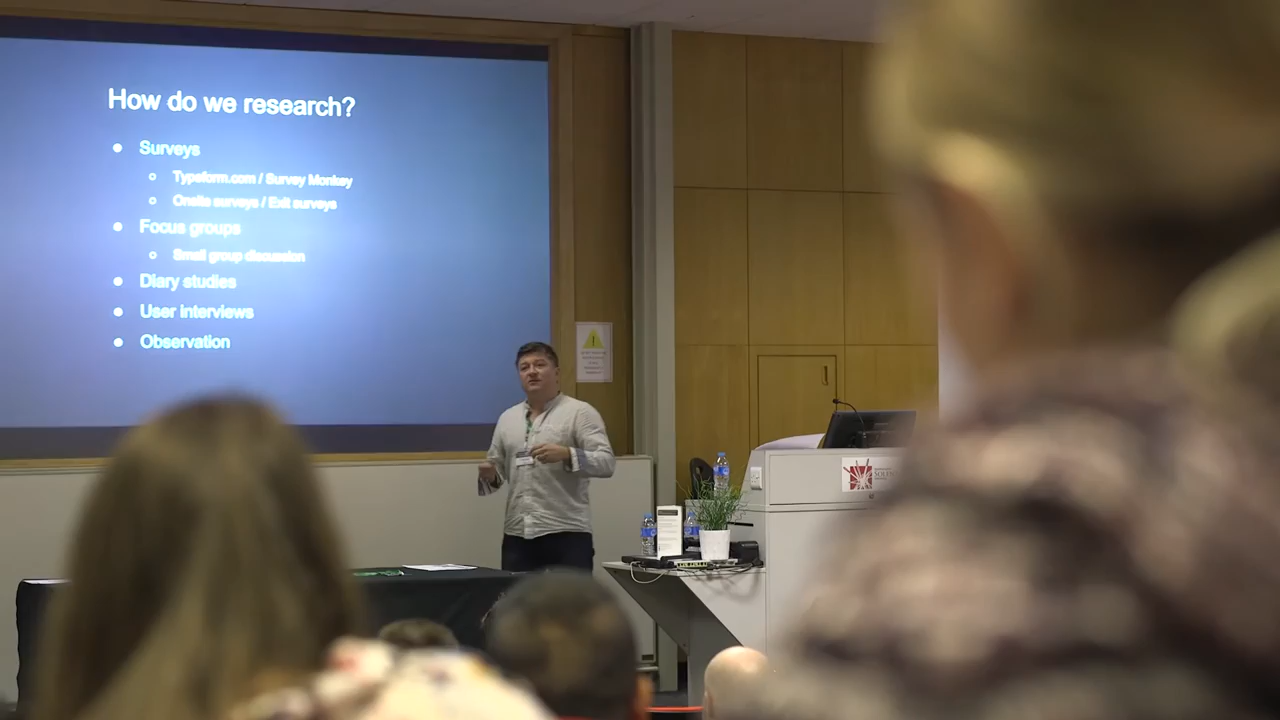 How do we research?
Surveys
Typeform.com / Survey Monkey
Onsite surveys / Exit surveys
Focus groups
Small group discussion
Diary studies
User Interviews
Observation